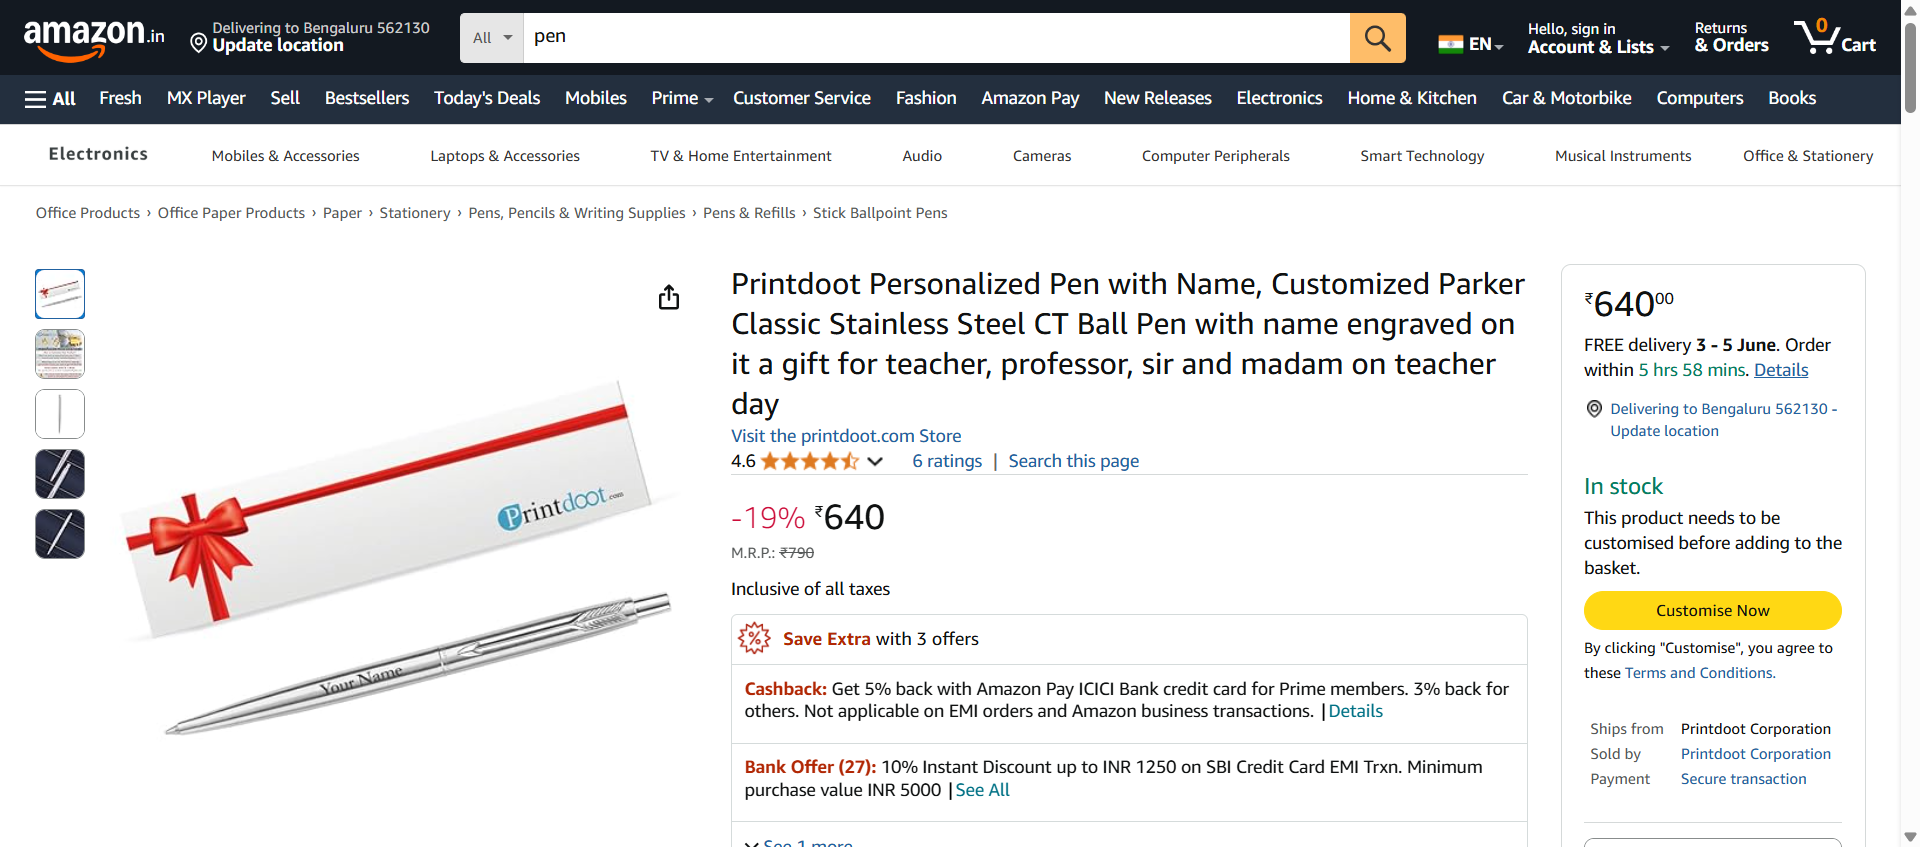 amazon.in
Delivering to Bengaluru 562130
Update location
All
pen
EN
Hello, sign in
Account & Lists
Returns
& Orders
0
Cart
All
Fresh
MX Player
Sell
Bestsellers
Today's Deals
Mobiles
Prime
Customer Service
Fashion
Amazon Pay
New Releases
Electronics
Home & Kitchen
Car & Motorbike
Computers
Books
Electronics
Mobiles & Accessories
Laptops & Accessories
TV & Home Entertainment
Audio
Cameras
Computer Peripherals
Smart Technology
Musical Instruments
Office & Stationery
Office Products › Office Paper Products › Paper › Stationery › Pens, Pencils & Writing Supplies › Pens & Refills › Stick Ballpoint Pens
Printdoot.com
Your Name
Printdoot Personalized Pen with Name, Customized Parker
Classic Stainless Steel CT Ball Pen with name engraved on
it a gift for teacher, professor, sir and madam on teacher
day
Visit the printdoot.com Store
4.6
6 ratings | Search this page
-19% ₹640
M.R.P.: ₹790
Inclusive of all taxes
Save Extra with 3 offers
Cashback: Get 5% back with Amazon Pay ICICI Bank credit card for Prime members. 3% back for
others. Not applicable on EMI orders and Amazon business transactions. | Details
Bank Offer (27): 10% Instant Discount up to INR 1250 on SBI Credit Card EMI Trxn. Minimum
purchase value INR 5000 | See All
See 1 more
₹64000
FREE delivery 3 - 5 June. Order
within 5 hrs 58 mins. Details
Delivering to Bengaluru 562130 -
Update location
In stock
This product needs to be
customised before adding to the
basket.
Customise Now
By clicking "Customise", you agree to
these Terms and Conditions.
Ships from Printdoot Corporation
Sold by Printdoot Corporation
Payment Secure transaction